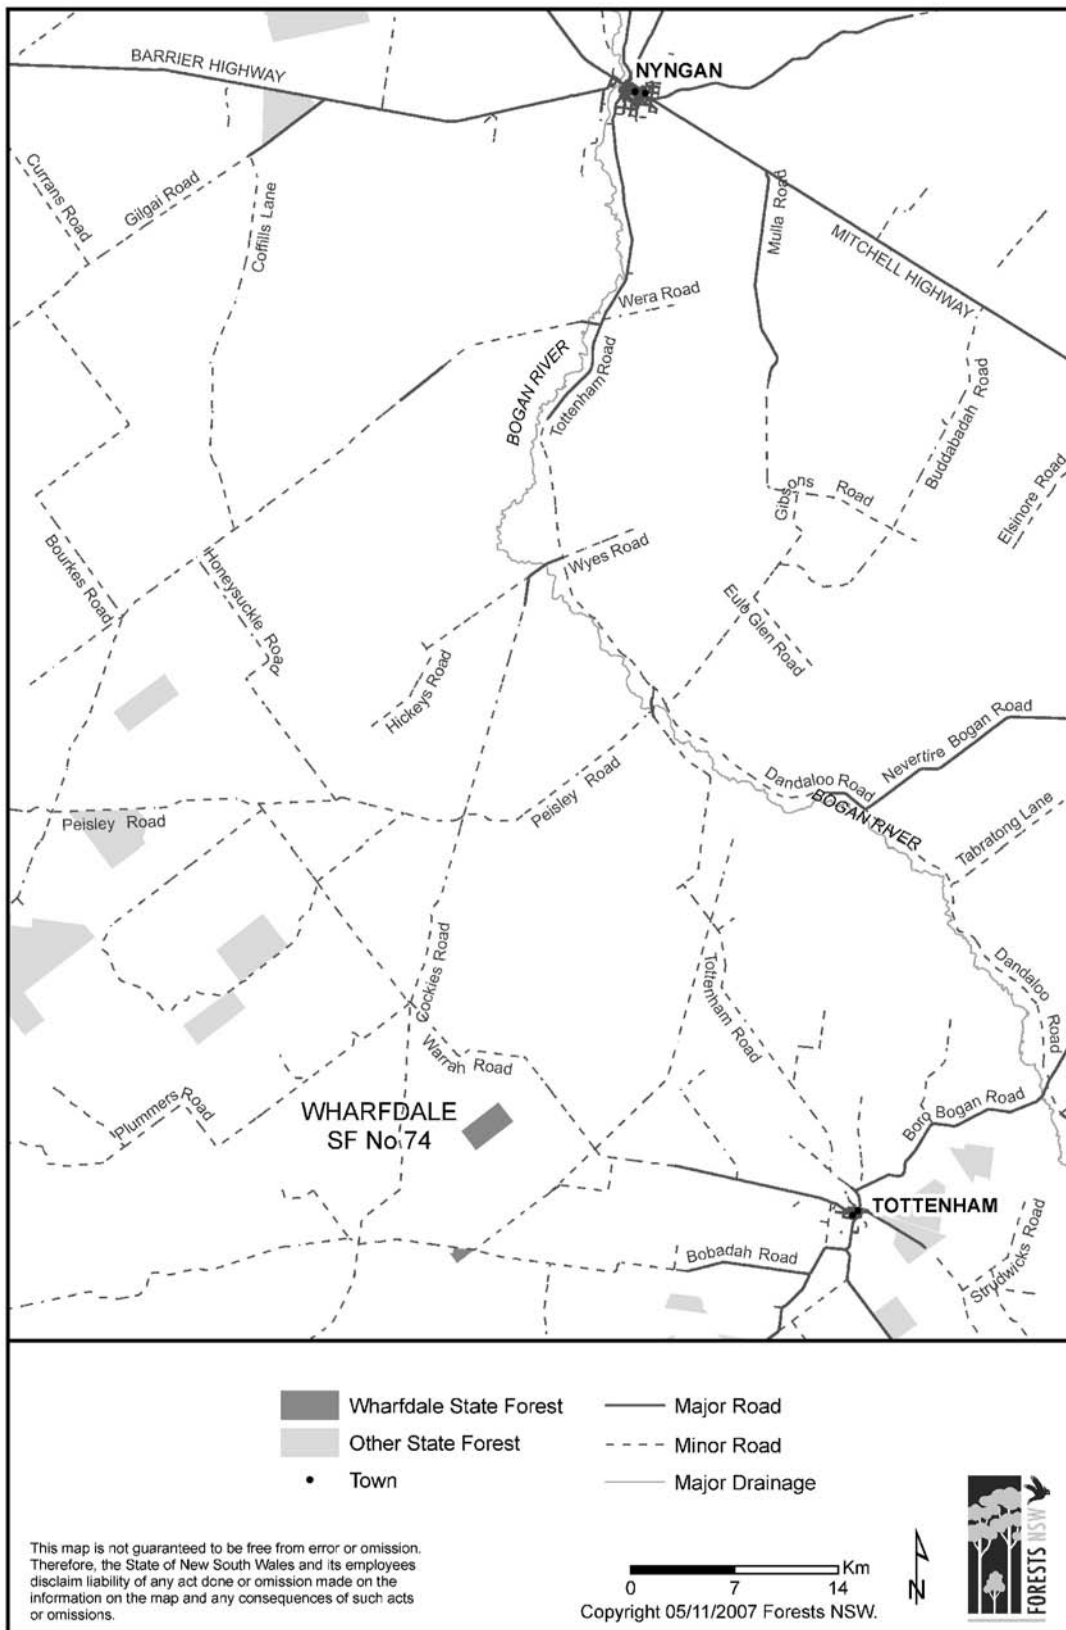 BARRIER HIGHWAY
NYNGAN
Currans Road
Gilgai Road
Coffills Lane
Mulla Road
MITCHELL HIGHWAY
Wera Road
BOGAN RIVER
Tottenham Road
Buddabadah Road
Gibsons Road
Elsinore Road
Bourkes Road
Honeysuckle Road
Wyes Road
Eulo Glen Road
Hickeys Road
Nevertire Bogan Road
Peisley Road
Peisley Road
Dandaloo Road
BOGAN RIVER
Tabratong Lane
Cockies Road
Tottenham Road
Dandaloo Road
Warrah Road
Plummers Road
WHARFDALE
SF No 74
Boro Bogan Road
TOTTENHAM
Bobadah Road
Strudwicks Road
Wharfdale State Forest
Other State Forest
Town
Major Road
Minor Road
Major Drainage
This map is not guaranteed to be free from error or omission.
Therefore, the State of New South Wales and its employees
disclaim liability of any act done or omission made on the
information on the map and any consequences of such acts
or omissions.
Km
0 7 14
Copyright 05/11/2007 Forests NSW.
N
FORESTS NSW